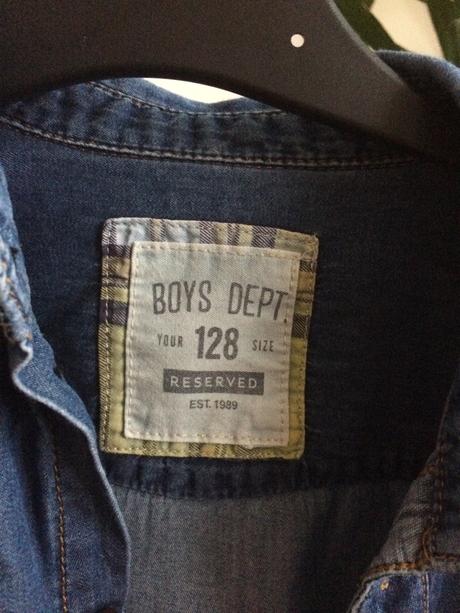 BOYS DEPT.
YOUR 128 SIZE
RESERVED
EST. 1989